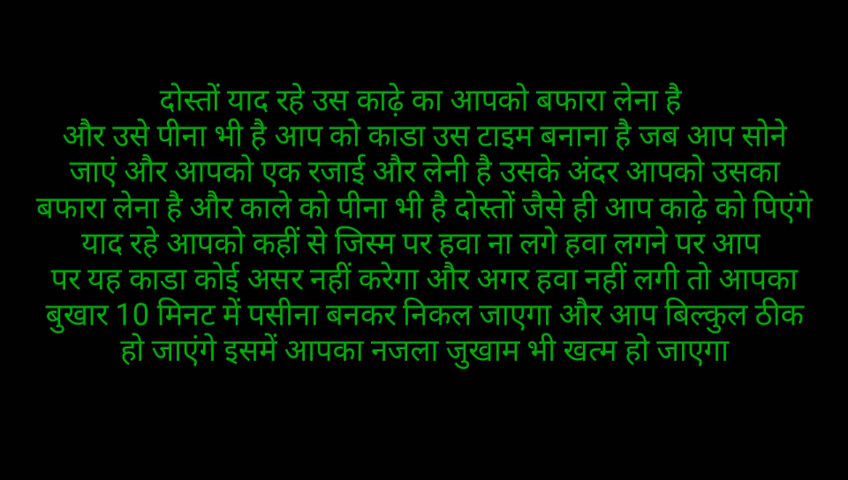 दोस्तों याद रहे उस काढ़े का आपको बफारा लेना है
और उसे पीना भी है आप को काडा उस टाइम बनाना है जब आप सोने
जाएं और आपको एक रजाई और लेनी है उसके अंदर आपको उसका
बफारा लेना है और काले को पीना भी है दोस्तों जैसे ही आप काढ़े को पिएंगे
याद रहे आपको कहीं से जिस्म पर हवा ना लगे हवा लगने पर आप
पर यह काडा कोई असर नहीं करेगा और अगर हवा नहीं लगी तो आपका
बुखार 10 मिनट में पसीना बनकर निकल जाएगा और आप बिल्कुल ठीक
हो जाएंगे इसमें आपका नजला जुखाम भी खत्म हो जाएगा